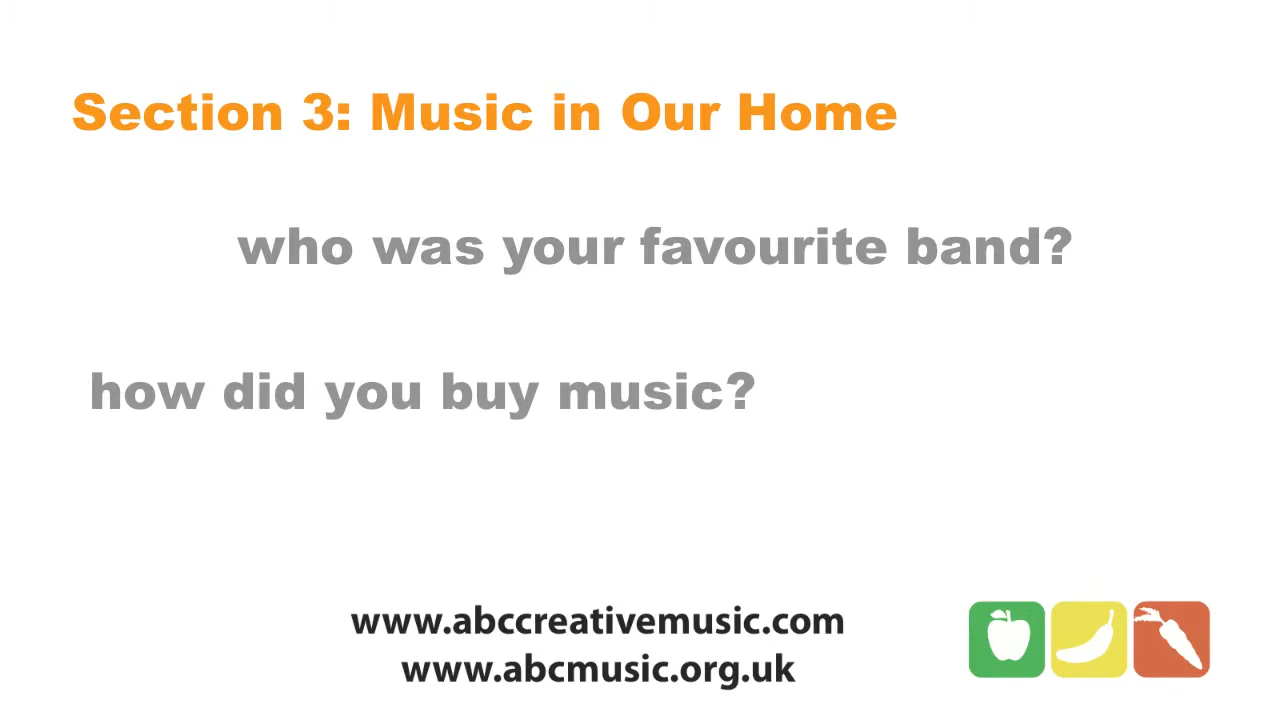 Section 3: Music in Our Home
who was your favourite band?
how did you buy music?
www.abccreativemusic.com
www.abcmusic.org.uk